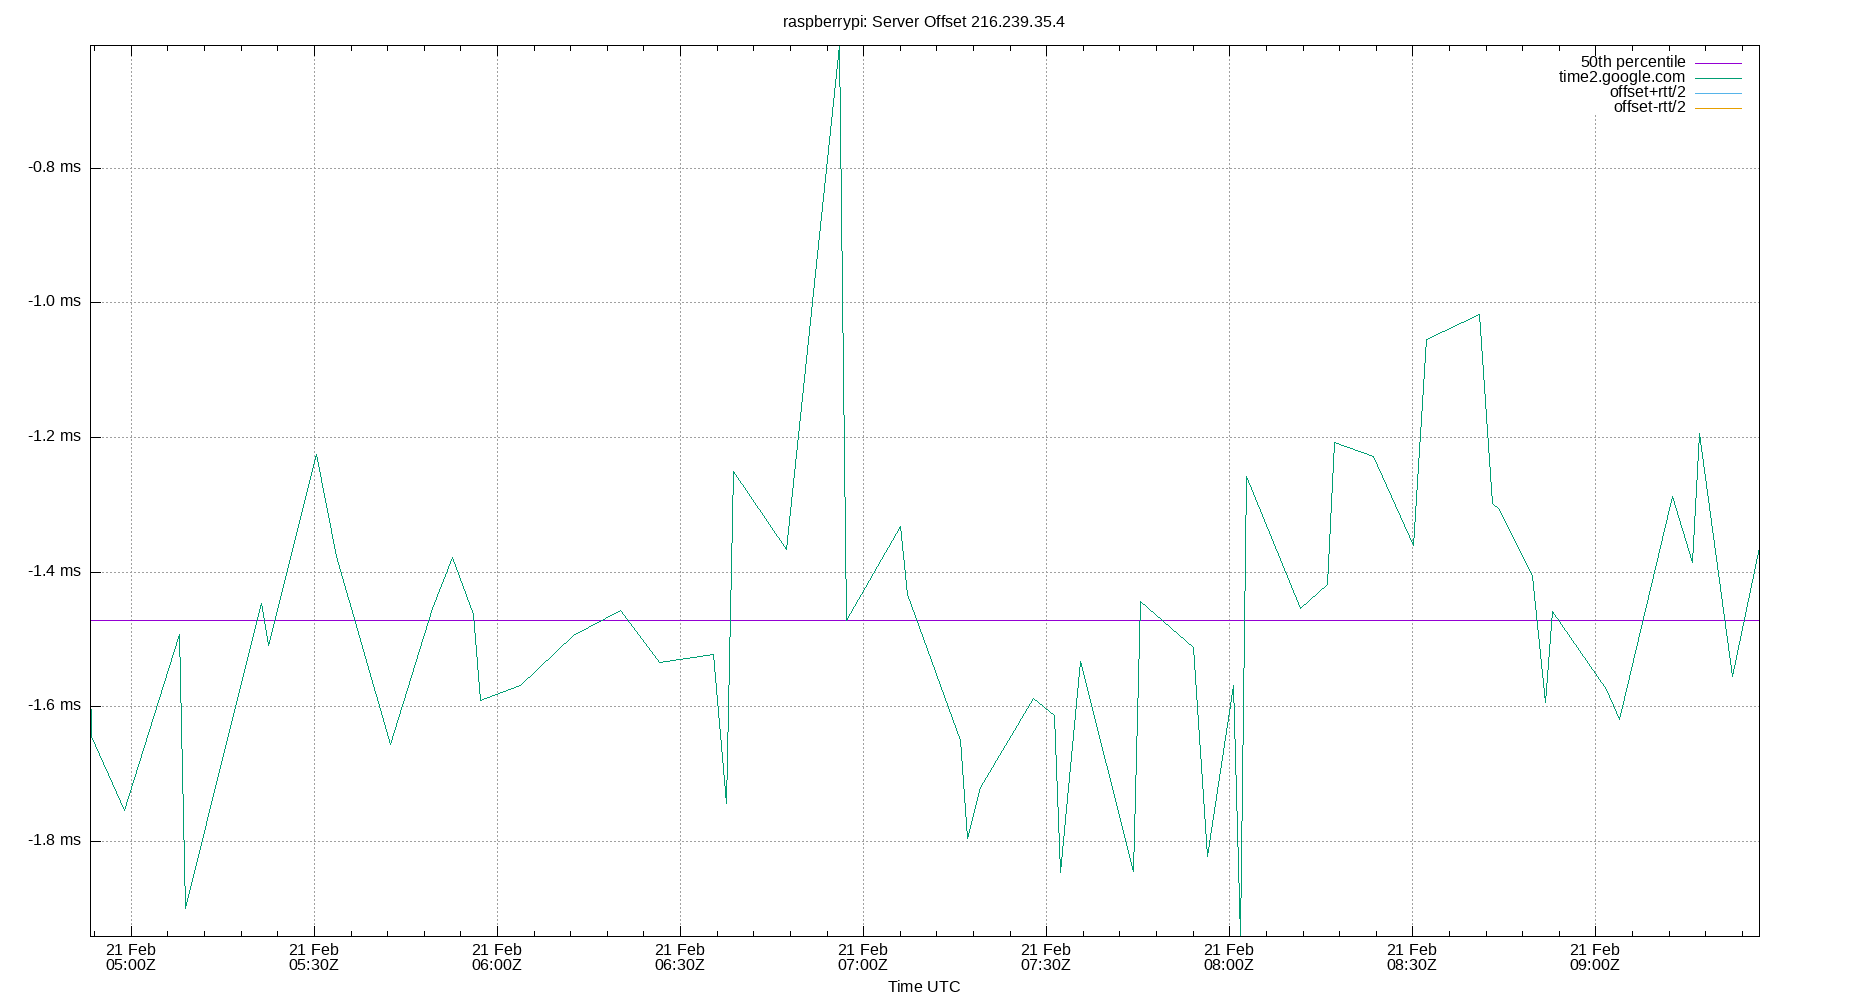 raspberrypi: Server Offset 216.239.35.4
50th percentile
time2.google.com
offset+rtt/2
offset-rtt/2
-0.8 ms
-1.0 ms
-1.2 ms
-1.4 ms
-1.6 ms
-1.8 ms
21 Feb 21 Feb 21 Feb 21 Feb 21 Feb 21 Feb 21 Feb 21 Feb 21 Feb
05:00Z 05:30Z 06:00Z 06:30Z 07:00Z 07:30Z 08:00Z 08:30Z 09:00Z
Time UTC